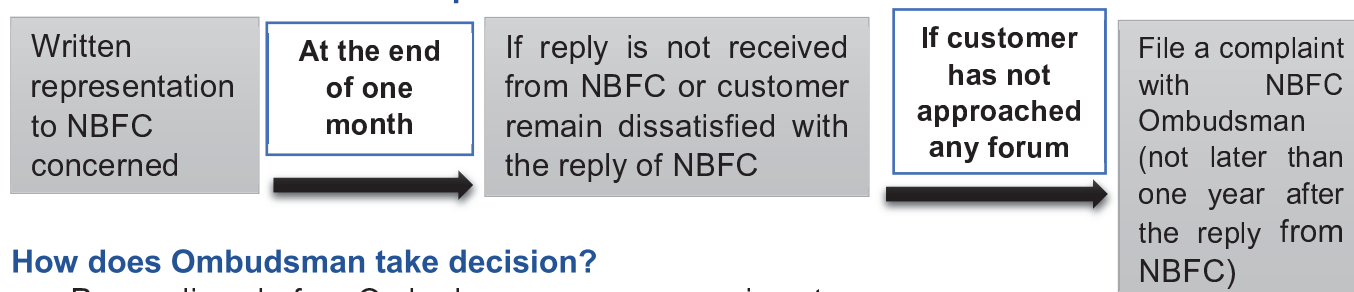 Written
representation
to NBFC
concerned
At the end
of one
month
If reply is not received
from NBFC or customer
remain dissatisfied with
the reply of NBFC
If customer
has not
approached
any forum
File a complaint
with NBFC
Ombudsman
(not later than
one year after
the reply from
NBFC)
How does Ombudsman take decision?